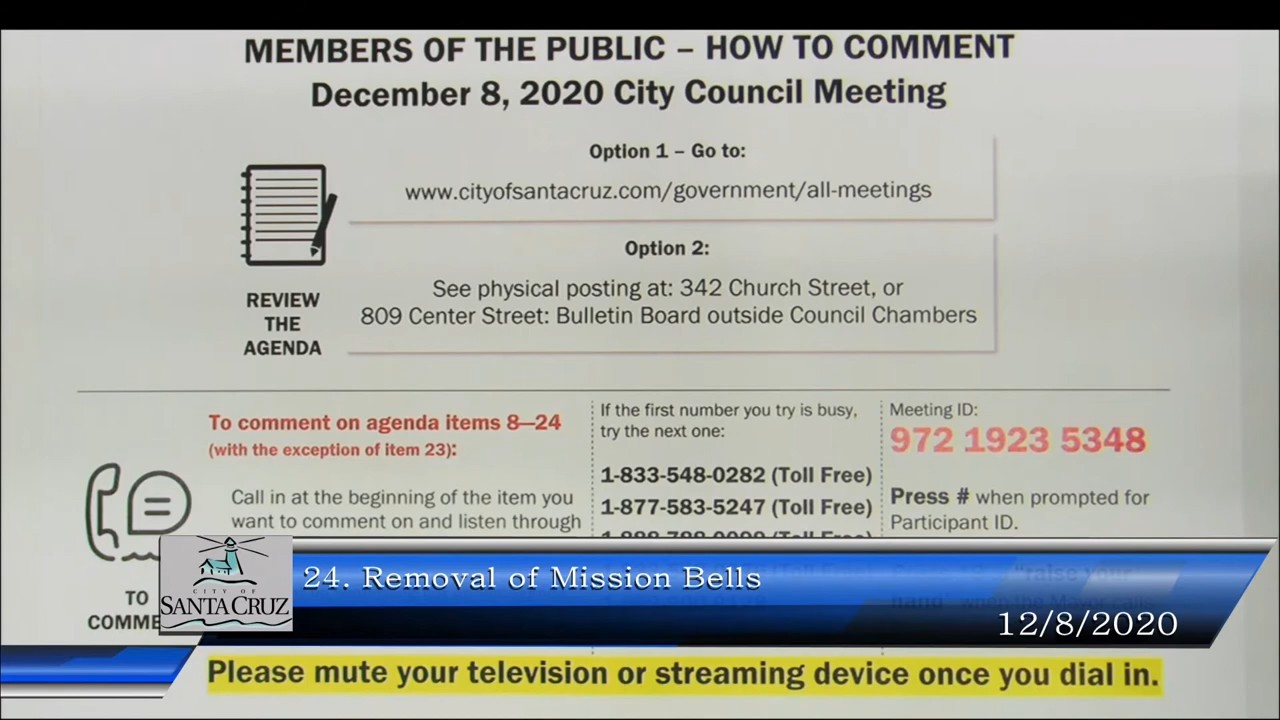 MEMBERS OF THE PUBLIC – HOW TO COMMENT
December 8, 2020 City Council Meeting
Option 1 – Go to:
www.cityofsantacruz.com/government/all-meetings
Option 2:
See physical posting at: 342 Church Street, or
809 Center Street: Bulletin Board outside Council Chambers
REVIEW
THE
AGENDA
To comment on agenda items 8—24
(with the exception of item 23):
Call in at the beginning of the item you
want to comment on and listen through
TO
If the first number you try is busy,
try the next one:
1-833-548-0282 (Toll Free)
1-877-583-5247 (Toll Free)
Meeting ID:
972 1923 5348
Press # when prompted for
Participant ID.
"raise your
CITY OF
SANTA CRUZ
24. Removal of Mission Bells
12/8/2020
Please mute your television or streaming device once you dial in.